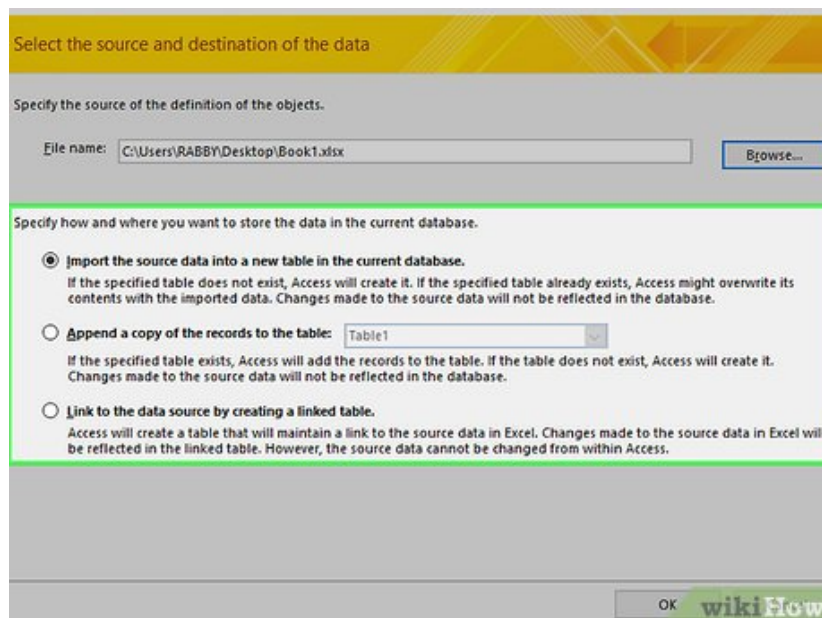 Select the source and destination of the data
Specify the source of the definition of the objects.
File name: C:\Users\RABBY\Desktop\Book1.xlsx Browse...
Specify how and where you want to store the data in the current database.
Import the source data into a new table in the current database.
If the specified table does not exist, Access will create it. If the specified table already exists, Access might overwrite its
contents with the imported data. Changes made to the source data will not be reflected in the database.
Append a copy of the records to the table: Table1
If the specified table exists, Access will add the records to the table. If the table does not exist, Access will create it.
Changes made to the source data will not be reflected in the database.
Link to the data source by creating a linked table.
Access will create a table that will maintain a link to the source data in Excel. Changes made to the source data in Excel will
be reflected in the linked table. However, the source data cannot be changed from within Access.
OK
wikiHow